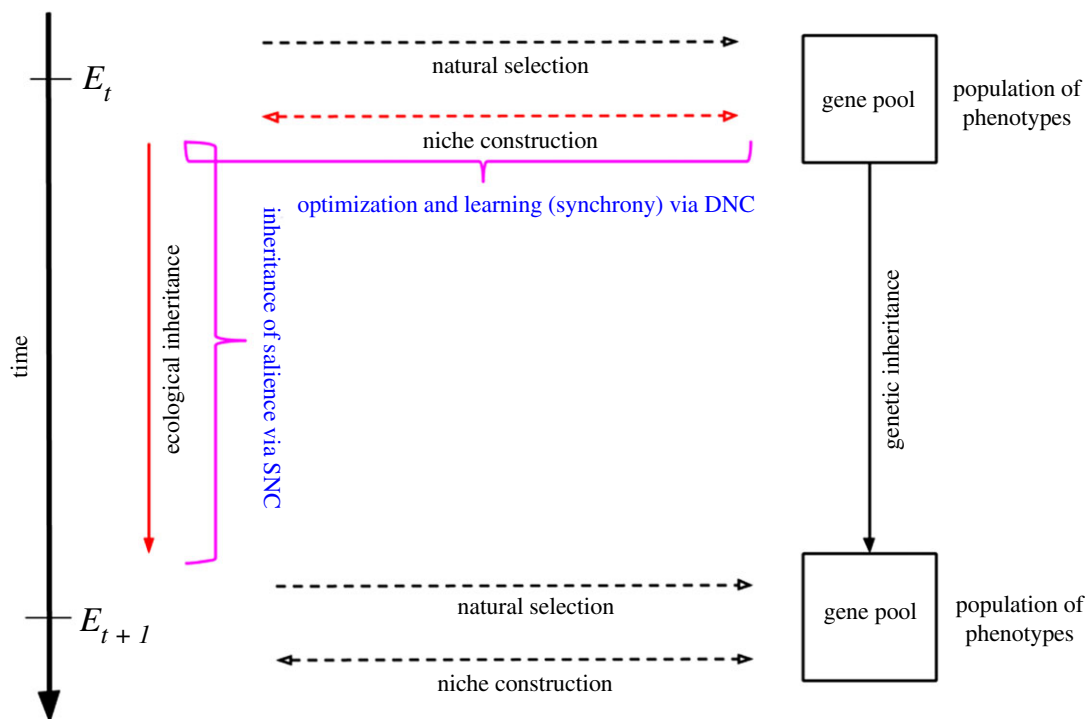 natural selection
E_t
gene pool
population of
phenotypes
niche construction
optimization and learning (synchrony) via DNC
time
ecological inheritance
inheritance of salience via SNC
genetic inheritance
natural selection
E_{t + 1}
gene pool
population of
phenotypes
niche construction